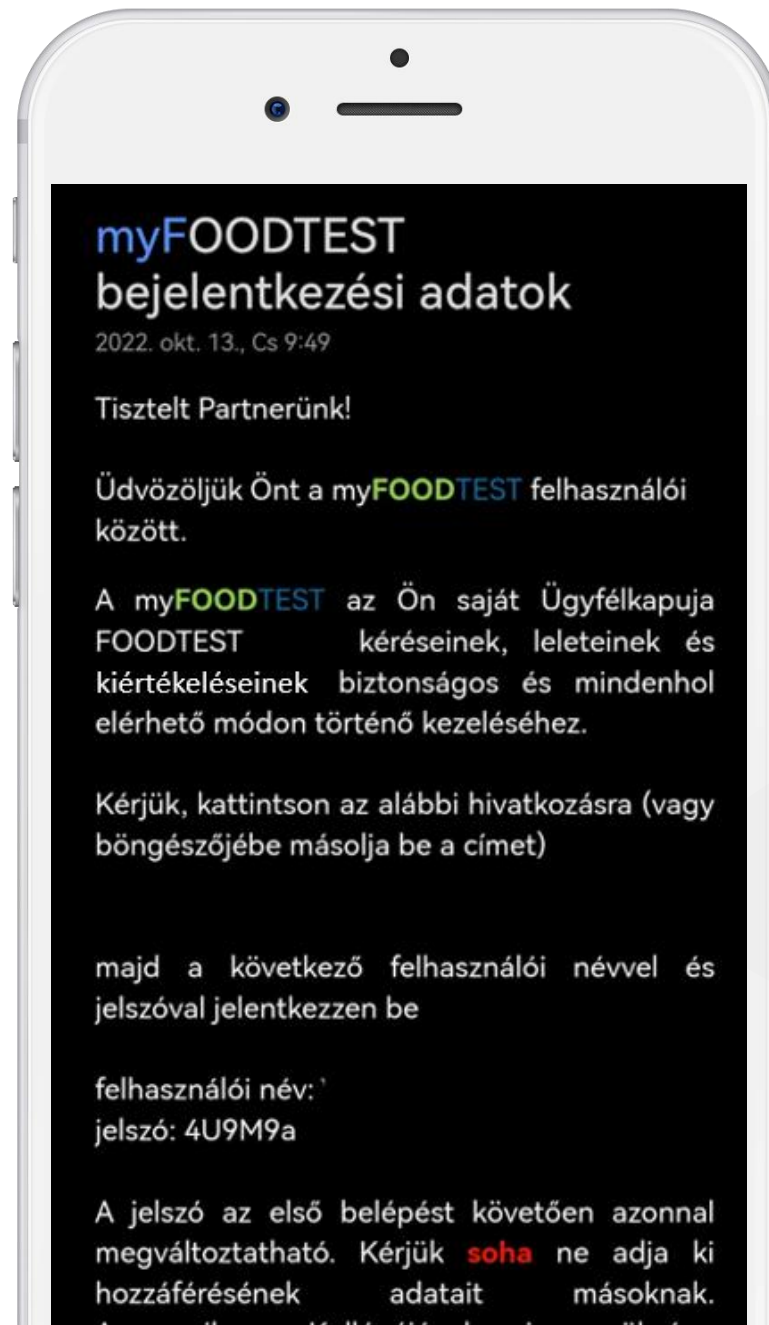 myFOODTEST
bejelentkezési adatok
2022. okt. 13., Cs 9:49
Tisztelt Partnerünk!
Üdvözöljük Önt a myFOODTEST felhasználói
között.
A myFOODTEST az Ön saját Ügyfélkapuja
FOODTEST kéréseinek, leleteinek és
kiértékeléseinek biztonságos és mindenhol
elérhető módon történő kezeléséhez.
Kérjük, kattintson az alábbi hivatkozásra (vagy
böngészőjébe másolja be a címet)
majd a következő felhasználói névvel és
jelszóval jelentkezzen be
felhasználói név:
jelszó: 4U9M9a
A jelszó az első belépést követően azonnal
megváltoztatható. Kérjük soha ne adja ki
hozzáférésének adatait másoknak.